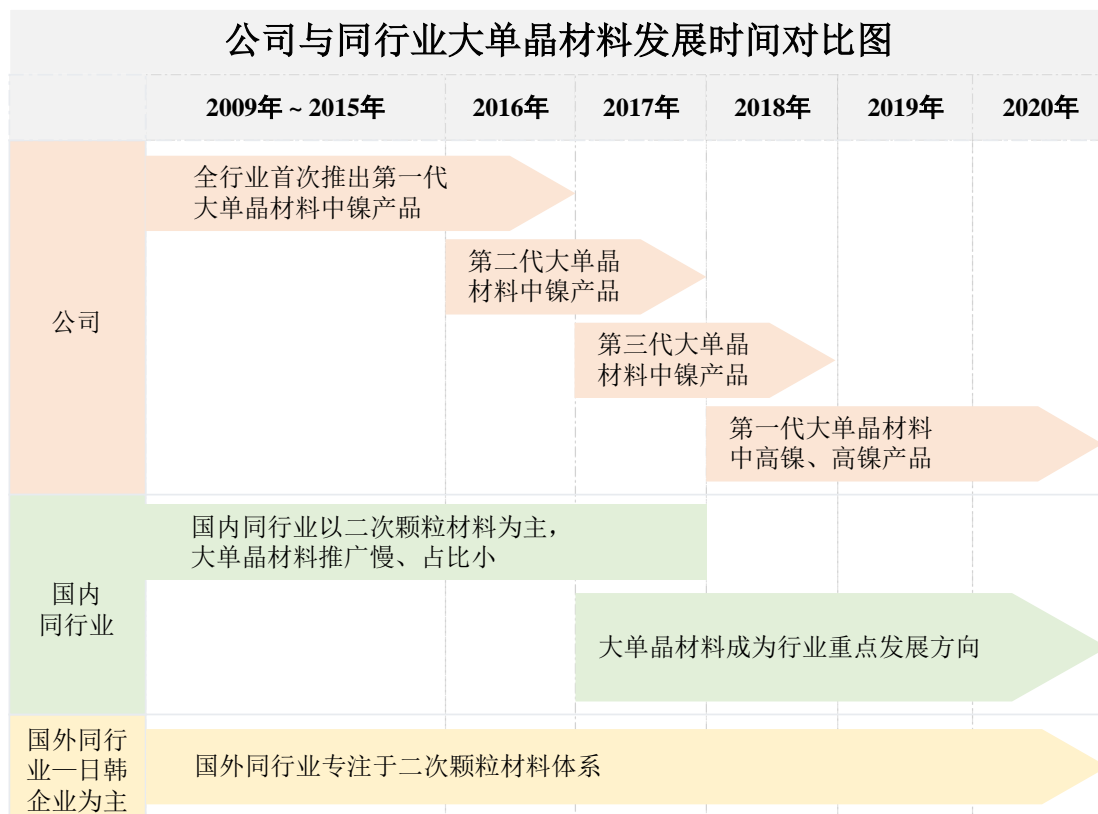 公司与同行业大单晶材料发展时间对比图
2009年 ~ 2015年 2016年 2017年 2018年 2019年 2020年
公司
全行业首次推出第一代
大单晶材料中镍产品
第二代大单晶
材料中镍产品
第三代大单晶
材料中镍产品
第一代大单晶材料
中高镍、高镍产品
国内
同行业
国内同行业以二次颗粒材料为主，
大单晶材料推广慢、占比小
大单晶材料成为行业重点发展方向
国外同行
业—日韩
企业为主
国外同行业专注于二次颗粒材料体系